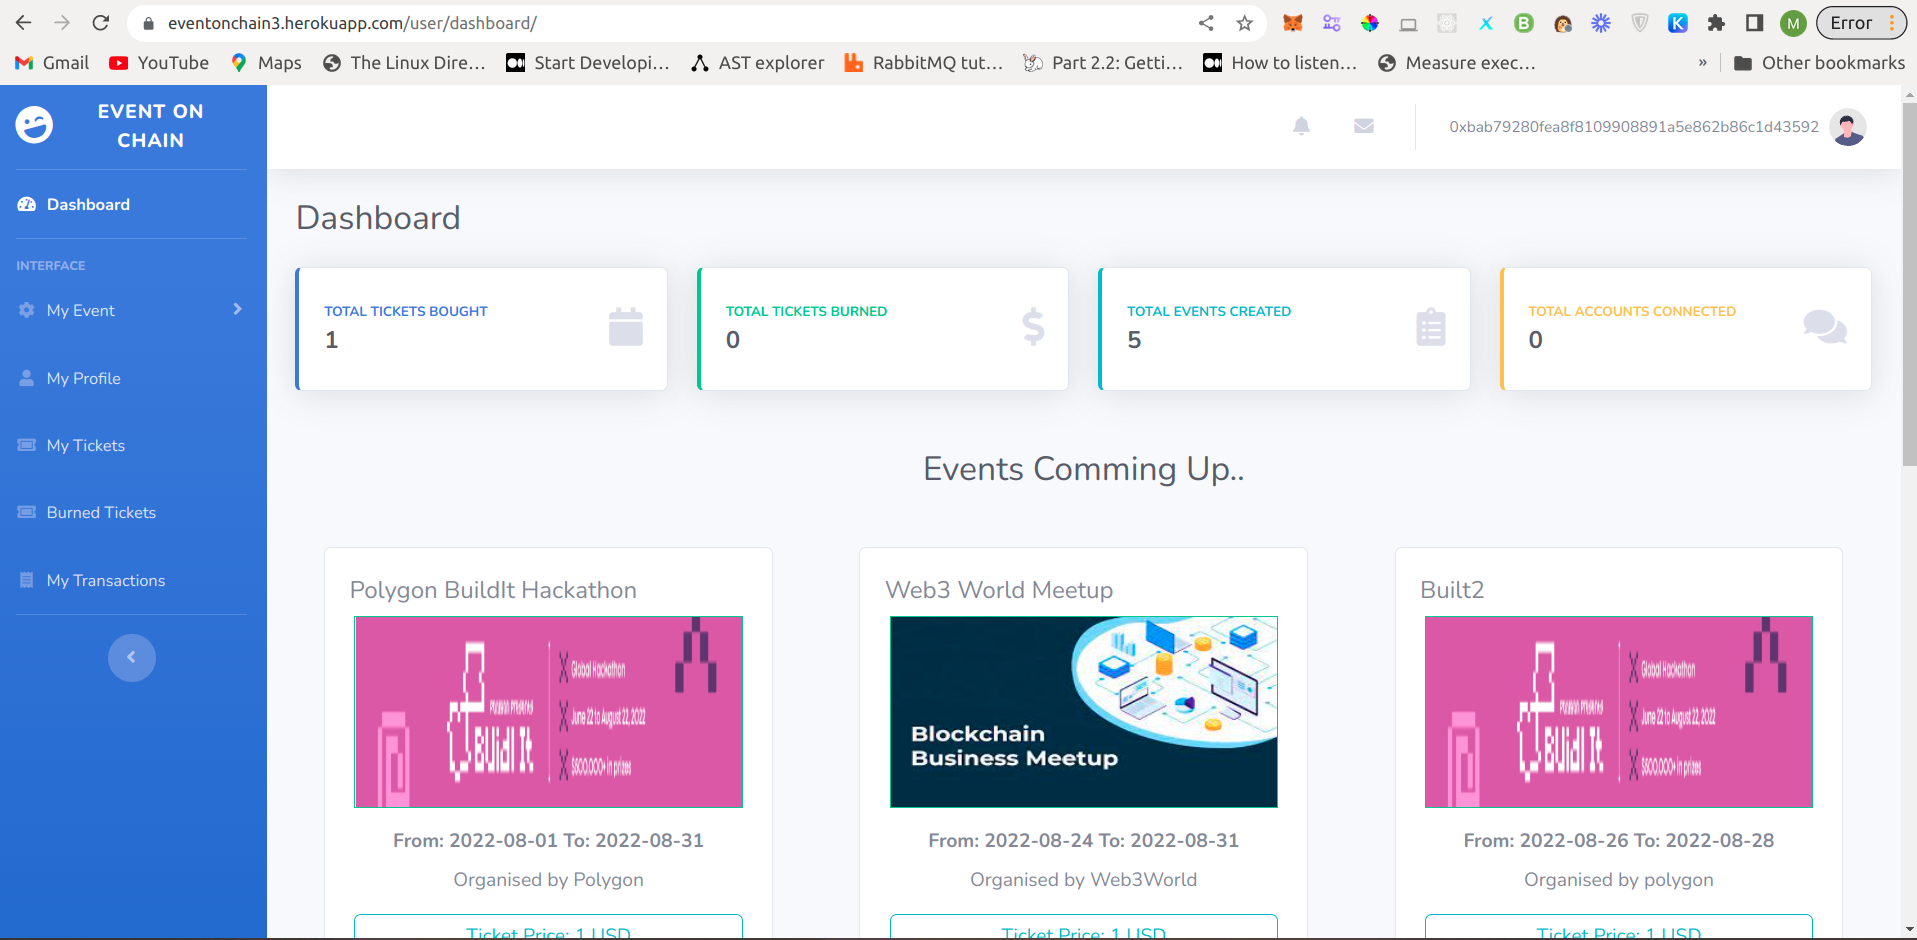 eventonchain3.herokuapp.com/user/dashboard/
M
Error
Gmail YouTube Maps The Linux Dire... Start Developi... AST explorer RabbitMQ tut... Part 2.2: Getti... How to listen... Measure exec... » Other bookmarks
EVENT ON
CHAIN
0xbab79280fea8f8109908891a5e862b86c1d43592
Dashboard
INTERFACE
My Event
My Profile
My Tickets
Burned Tickets
My Transactions
Dashboard
TOTAL TICKETS BOUGHT
1
TOTAL TICKETS BURNED
0
TOTAL EVENTS CREATED
5
TOTAL ACCOUNTS CONNECTED
0
Events Comming Up..
Polygon BuildIt Hackathon
Polygon Presents
BUidl It
Global Hackathon
June 22 to August 22, 2022
$500,000+ in prizes
From: 2022-08-01 To: 2022-08-31
Organised by Polygon
Ticket Price: 1 USD
Web3 World Meetup
Blockchain
Business Meetup
From: 2022-08-24 To: 2022-08-31
Organised by Web3World
Ticket Price: 1 USD
Built2
Polygon Presents
BUidl It
Global Hackathon
June 22 to August 22, 2022
$500,000+ in prizes
From: 2022-08-26 To: 2022-08-28
Organised by polygon
Ticket Price: 1 USD